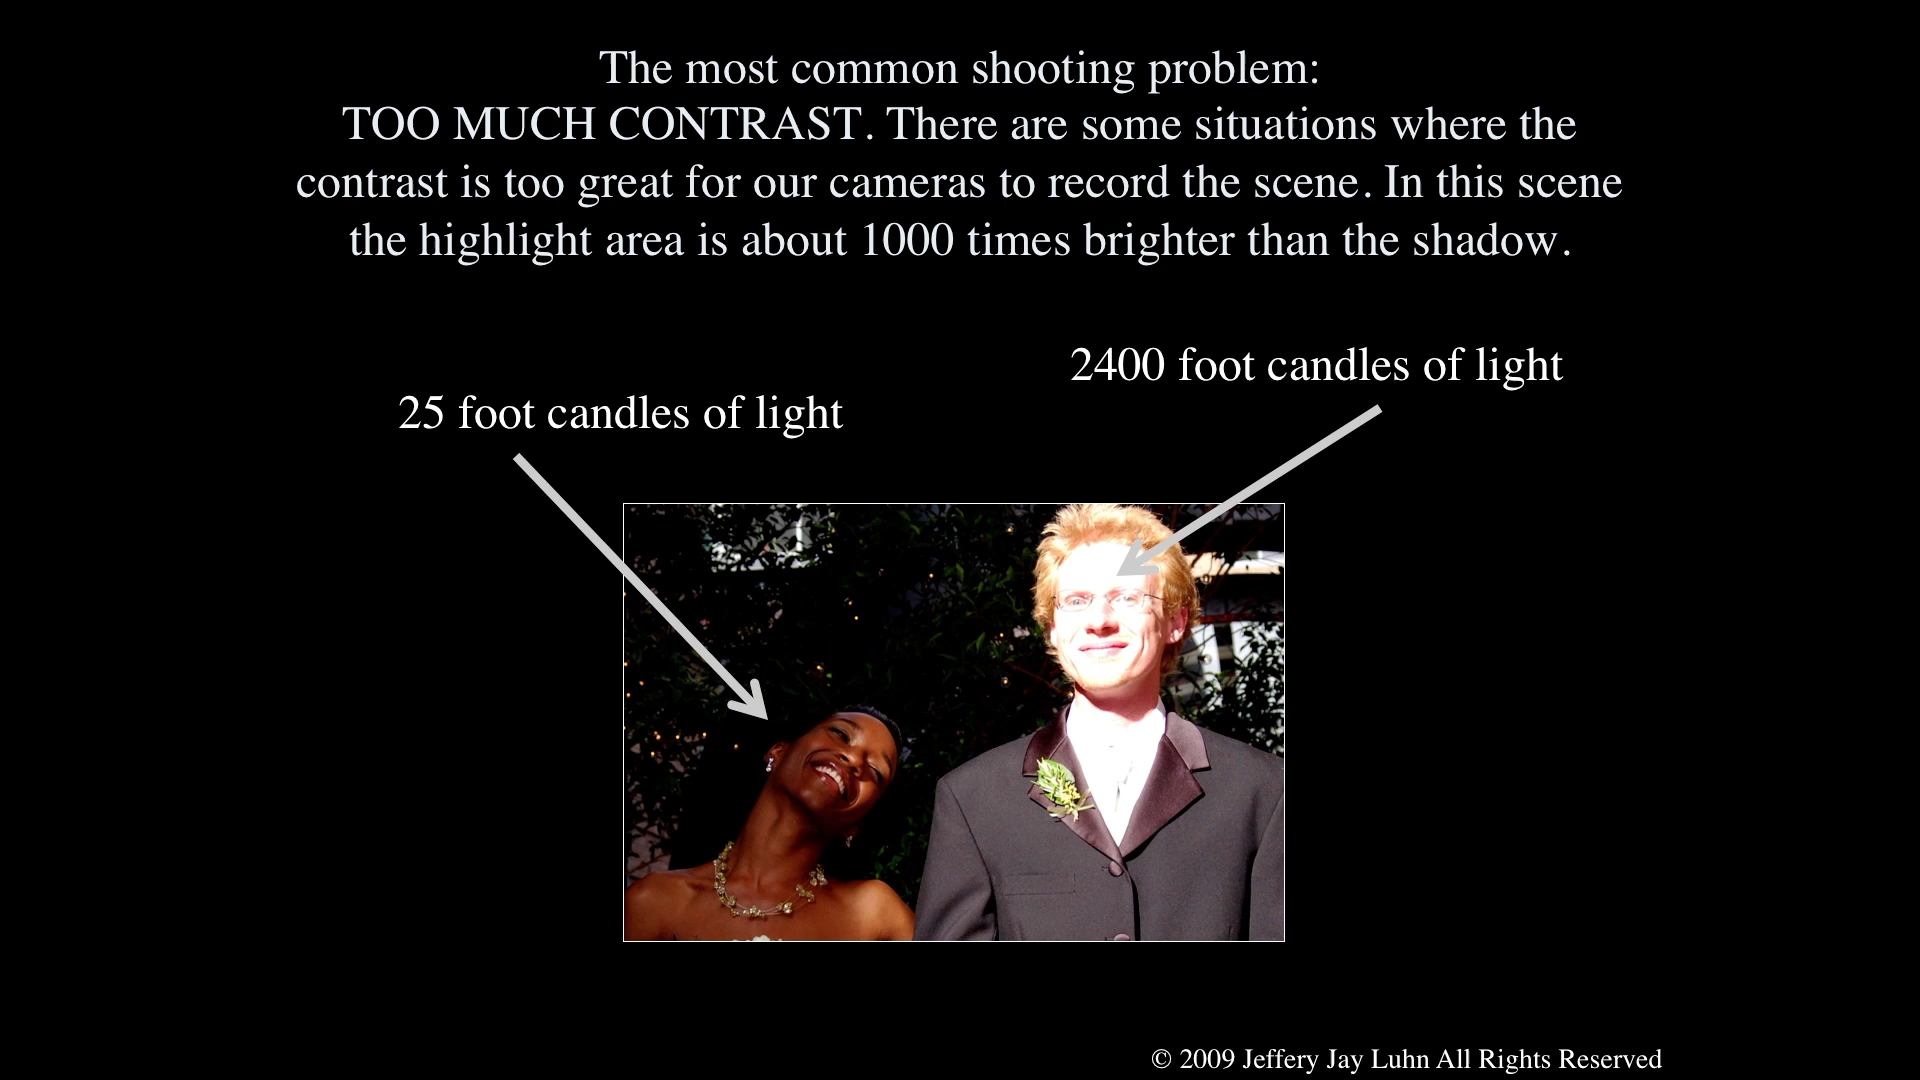 The most common shooting problem:
TOO MUCH CONTRAST. There are some situations where the
contrast is too great for our cameras to record the scene. In this scene
the highlight area is about 1000 times brighter than the shadow.
2400 foot candles of light
25 foot candles of light
© 2009 Jeffery Jay Luhn All Rights Reserved